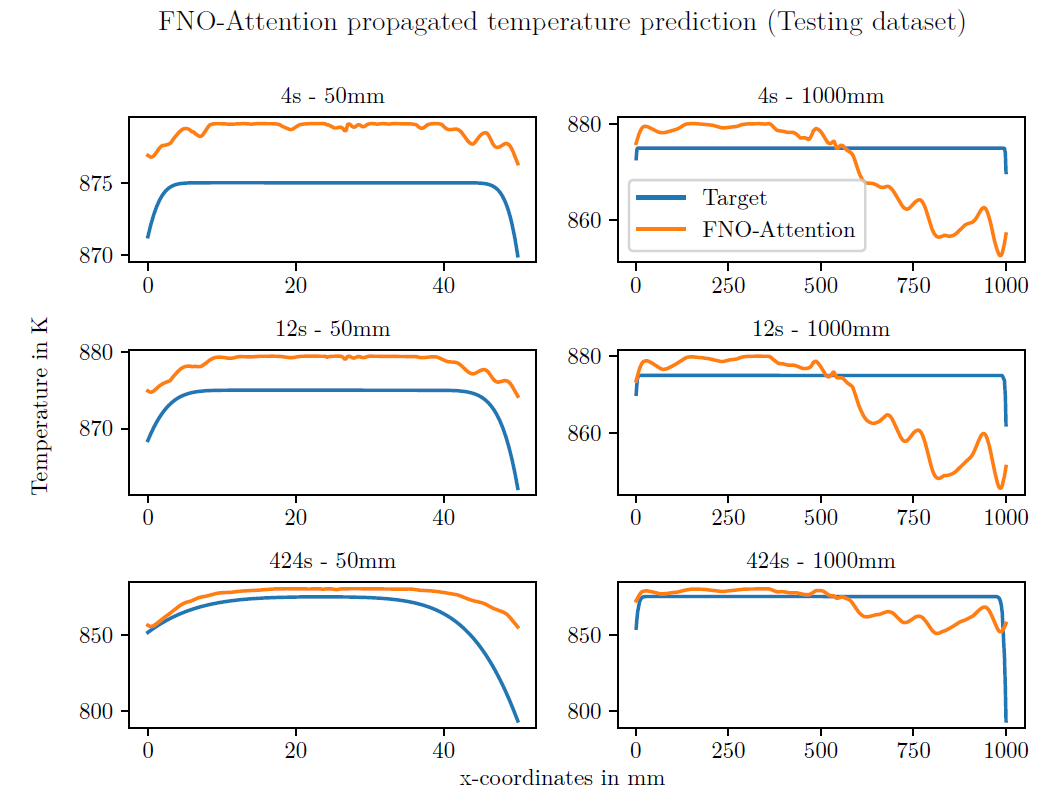 FNO-Attention propagated temperature prediction (Testing dataset)
4s - 50mm
875
870
0 20 40
4s - 1000mm
880
860
Target
FNO-Attention
0 250 500 750 1000
Temperature in K
12s - 50mm
880
870
0 20 40
12s - 1000mm
880
860
0 250 500 750 1000
424s - 50mm
850
800
0 20 40
424s - 1000mm
850
800
0 250 500 750 1000
x-coordinates in mm